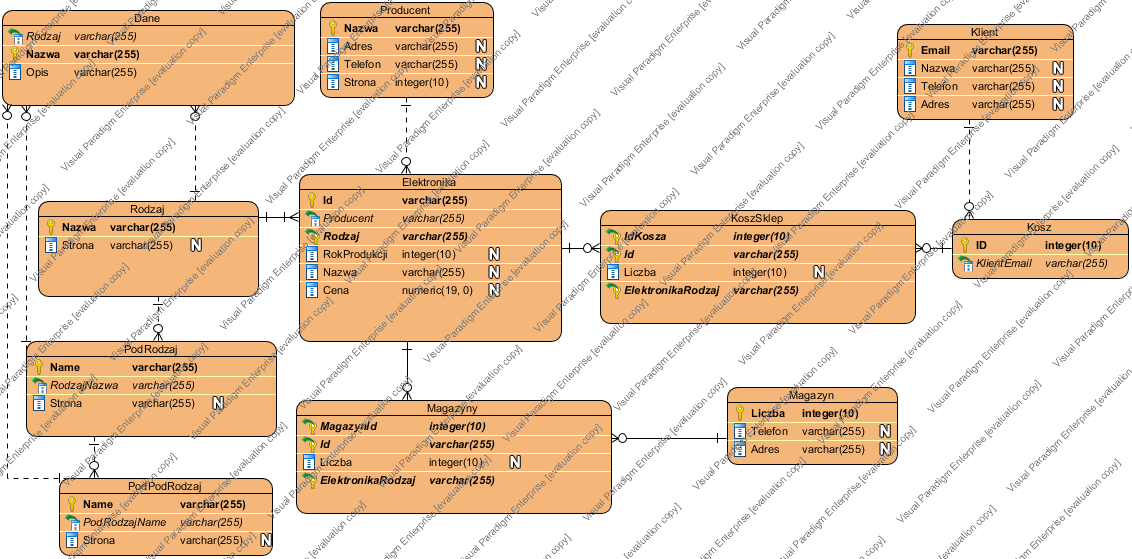 Dane
Rodzaj varchar(255)
Nazwa varchar(255)
Opis varchar(255)
Producent
Nazwa varchar(255)
Adres varchar(255) N
Telefon varchar(255) N
Strona integer(10) N
Klient
Email varchar(255)
Nazwa varchar(255) N
Telefon varchar(255) N
Adres varchar(255) N
Rodzaj
Nazwa varchar(255)
Strona varchar(255) N
Elektronika
Id varchar(255)
Producent varchar(255)
Rodzaj varchar(255)
RokProdukcji integer(10) N
Nazwa varchar(255) N
Cena numeric(19, 0) N
KoszSklep
IdKosza integer(10)
Id varchar(255)
Liczba integer(10) N
ElektronikaRodzaj varchar(255)
Kosz
ID integer(10)
KlientEmail varchar(255)
PodRodzaj
Name varchar(255)
RodzajNazwa varchar(255)
Strona varchar(255) N
Magazyny
MagazynId integer(10)
Id varchar(255)
Liczba integer(10) N
ElektronikaRodzaj varchar(255)
Magazyn
Liczba integer(10)
Telefon varchar(255) N
Adres varchar(255) N
PodPodRodzaj
Name varchar(255)
PodRodzajName varchar(255)
Strona varchar(255) N
Visual Paradigm Enterprise [evaluation copy]